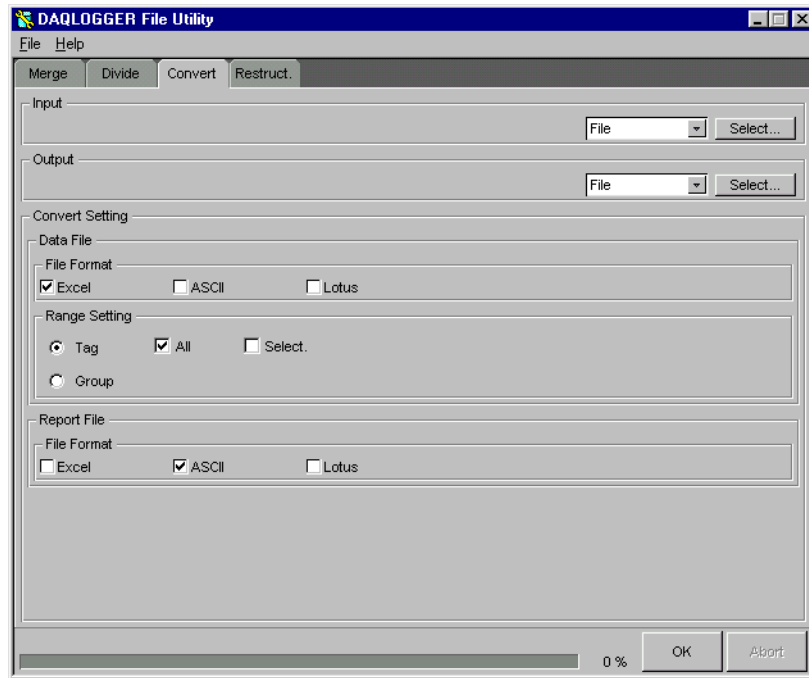 DAQLOGGER File Utility
File Help
Merge Divide Convert Restruct.
Input
File Select...
Output
File Select...
Convert Setting
Data File
File Format
Excel ASCII Lotus
Range Setting
Tag All Select.
Group
Report File
File Format
Excel ASCII Lotus
0 % OK Abort